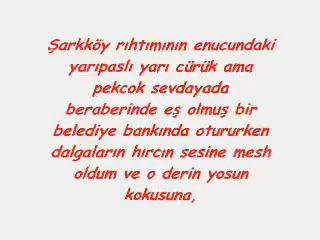 Şarkköy rıhtımının enucundaki
yarıpaslı yarı cürük ama
pekcok sevdayada
beraberinde eş olmuş bir
belediye bankında otururken
dalgaların hırcın sesine mesh
oldum ve o derin yosun
kokusuna,